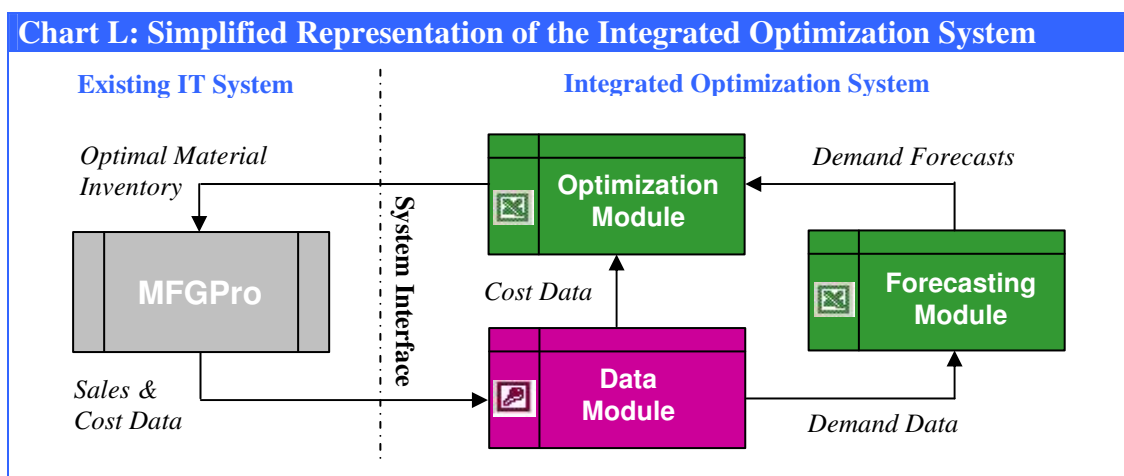 Chart L: Simplified Representation of the Integrated Optimization System
Existing IT System
Integrated Optimization System
Optimal Material
Inventory
Demand Forecasts
Optimization
Module
System Interface
MFGPro
Cost Data
Forecasting
Module
Sales &
Cost Data
Data
Module
Demand Data